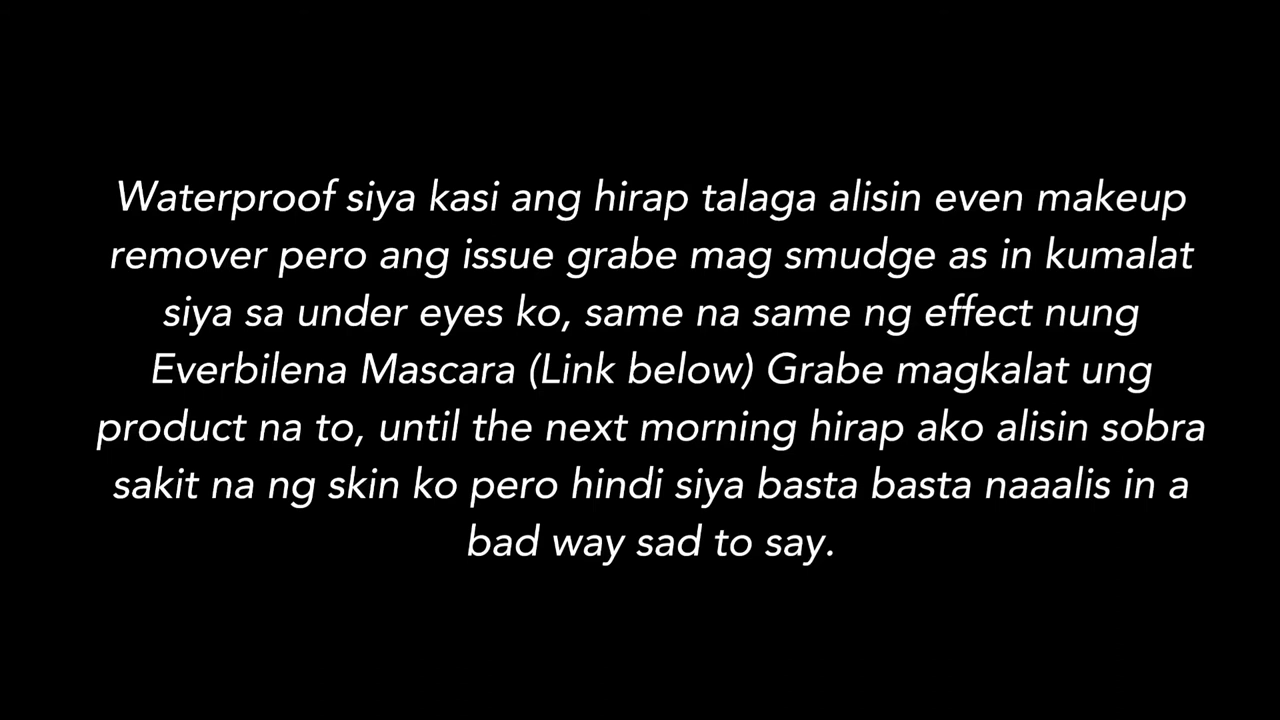 Waterproof siya kasi ang hirap talaga alisin even makeup
remover pero ang issue grabe mag smudge as in kumalat
siya sa under eyes ko, same na same ng effect nung
Everbilena Mascara (Link below) Grabe magkalat ung
product na to, until the next morning hirap ako alisin sobra
sakit na ng skin ko pero hindi siya basta basta naaalis in a
bad way sad to say.